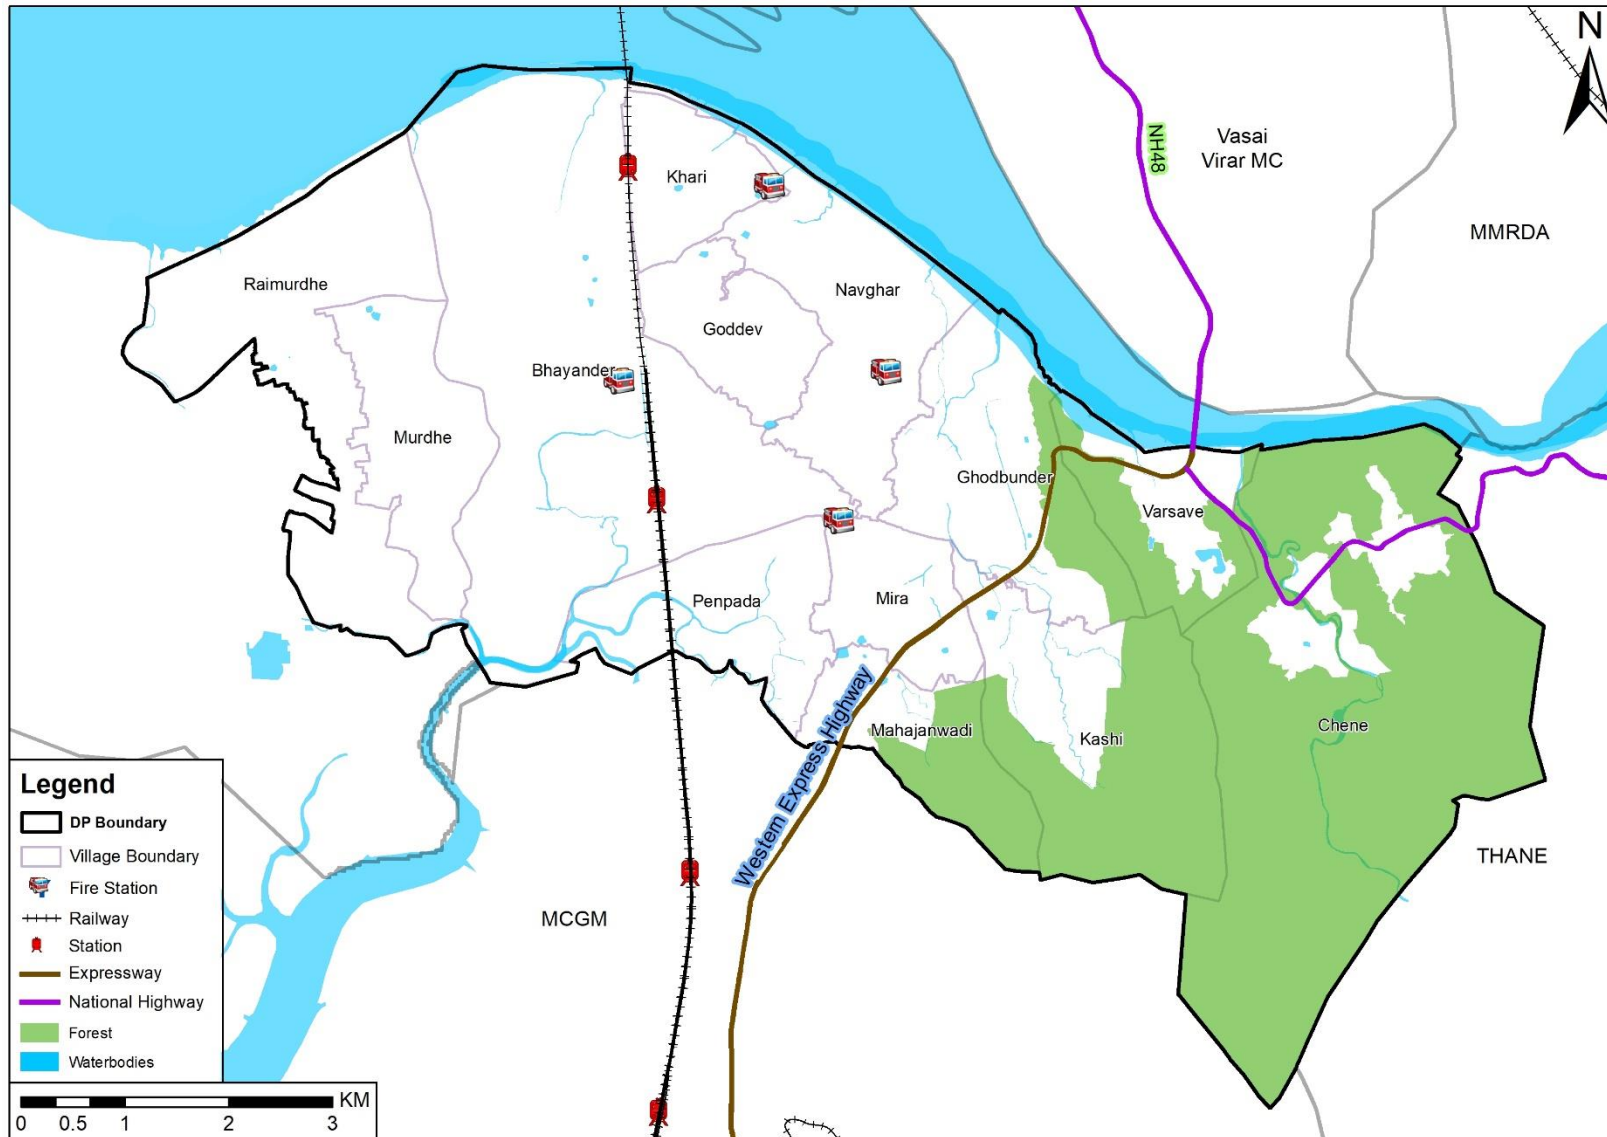 N
NH48
Vasai
Virar MC
MMRDA
Khari
Raimurdhe
Navghar
Goddev
Bhayander
Murdhe
Ghodbunder
Varsave
Penpada
Mira
Mahajanwadi
Kashi
Chene
Western Express Highway
THANE
MCGM
Legend
DP Boundary
Village Boundary
Fire Station
Railway
Station
Expressway
National Highway
Forest
Waterbodies
KM
0 0.5 1 2 3